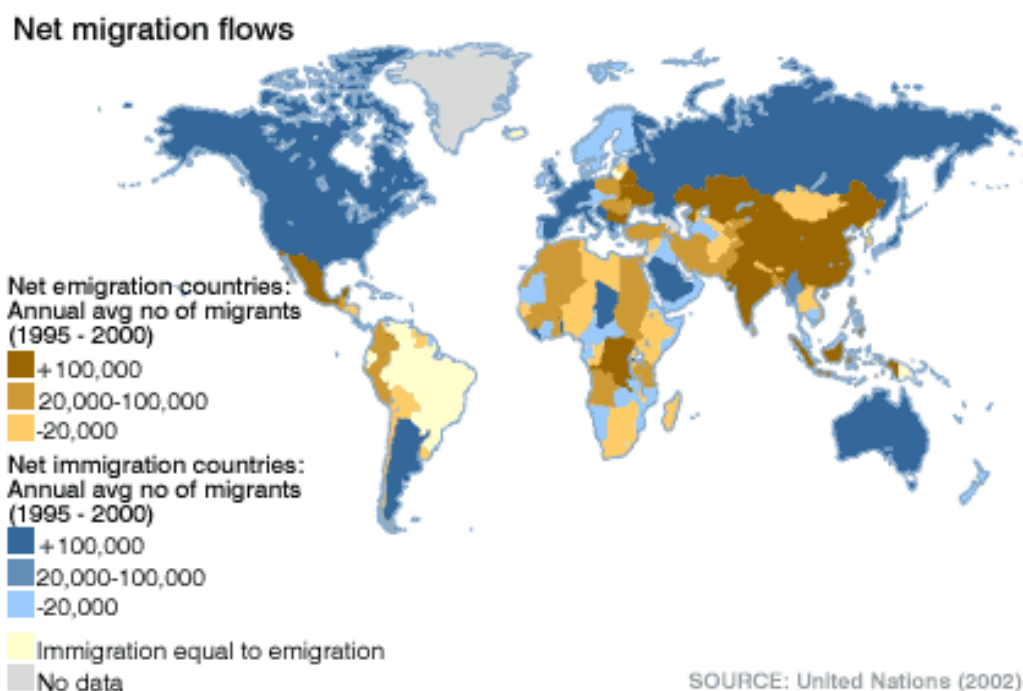 Net migration flows
Net emigration countries:
Annual avg no of migrants
(1995 - 2000)
+100,000
20,000-100,000
-20,000
Net immigration countries:
Annual avg no of migrants
(1995 - 2000)
+100,000
20,000-100,000
-20,000
Immigration equal to emigration
No data
SOURCE: United Nations (2002)